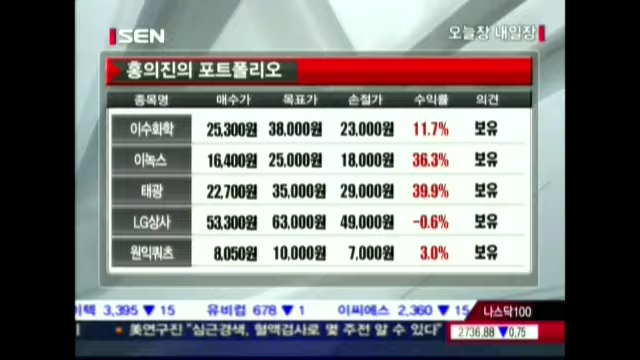 SEN
오늘장 내일장
홍의진의 포트폴리오
종목명 매수가 목표가 손절가 수익률 의견
이수화학 25,300원 38,000원 23,000원 11.7% 보유
이녹스 16,400원 25,000원 18,000원 36.3% 보유
태광 22,700원 35,000원 29,000원 39.9% 보유
LG상사 53,300원 63,000원 49,000원 -0.6% 보유
원익쿼츠 8,050원 10,000원 7,000원 3.0% 보유
이텍 3,395 ▼ 15 유비컴 678 ▼ 1 이씨에스 2,360 ▼ 15 나스닥100
• 美연구진 "심근경색, 혈액검사로 몇 주전 알 수 있다" 2736.88 ▼0.75